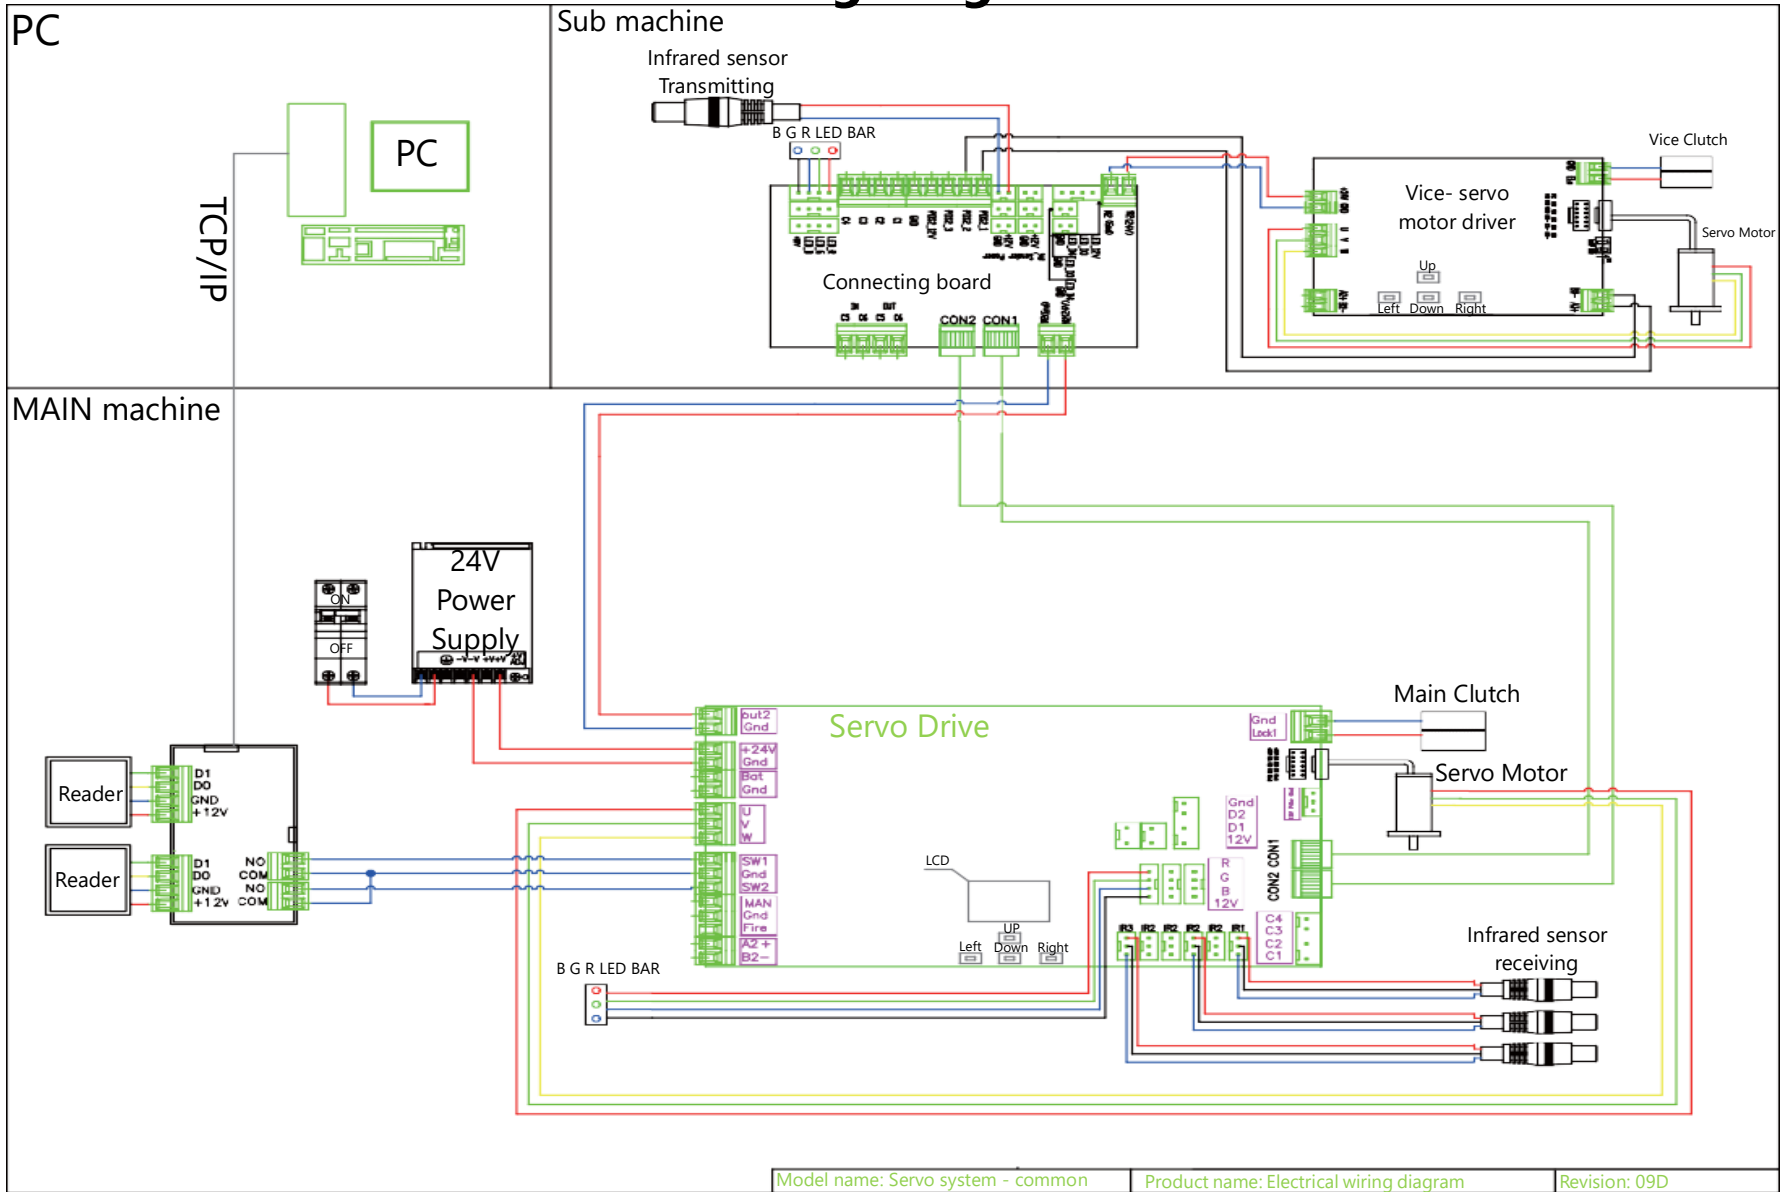 PC
Sub machine
Infrared sensor
Transmitting
B G R LED BAR
PC
TCP/IP
Connecting board
CON2 CON1
Vice- servo
motor driver
Up
Left Down Right
Vice Clutch
Servo Motor
MAIN machine
ON
OFF
24V
Power
Supply
-V-V +V+V
Reader
D1
D0
GND
+12V
Reader
D1
D0
GND
+12V
NO
COM
NO
COM
Servo Drive
out2
Gnd
+24V
Gnd
Bat
Gnd
U
V
W
SW1
Gnd
SW2
MAN
Gnd
Fire
A2+
B2-
LCD
UP
Left Down Right
B G R LED BAR
Gnd
Lock1
Main Clutch
Servo Motor
Gnd
D2
D1
12V
R
G
B
12V
CON2 CON1
C4
C3
C2
C1
IR3 IR2 IR2 IR2 IR2 IR1
Infrared sensor
receiving
Model name: Servo system - common
Product name: Electrical wiring diagram
Revision: 09D